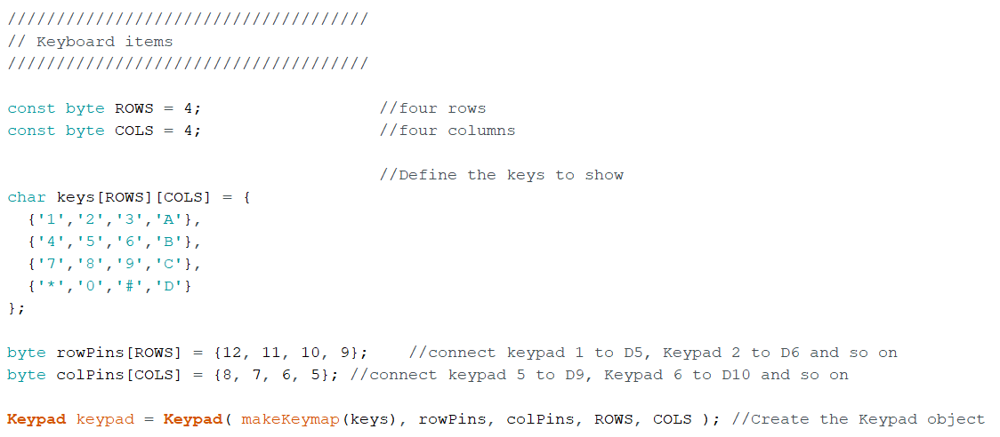 /////////////////////////////////////
// Keyboard items
/////////////////////////////////////
const byte ROWS = 4; //four rows
const byte COLS = 4; //four columns
//Define the keys to show
char keys[ROWS][COLS] = {
{'1','2','3','A'},
{'4','5','6','B'},
{'7','8','9','C'},
{'*','0','#','D'}
};
byte rowPins[ROWS] = {12, 11, 10, 9}; //connect keypad 1 to D5, Keypad 2 to D6 and so on
byte colPins[COLS] = {8, 7, 6, 5}; //connect keypad 5 to D9, Keypad 6 to D10 and so on
Keypad keypad = Keypad( makeKeymap(keys), rowPins, colPins, ROWS, COLS ); //Create the Keypad object